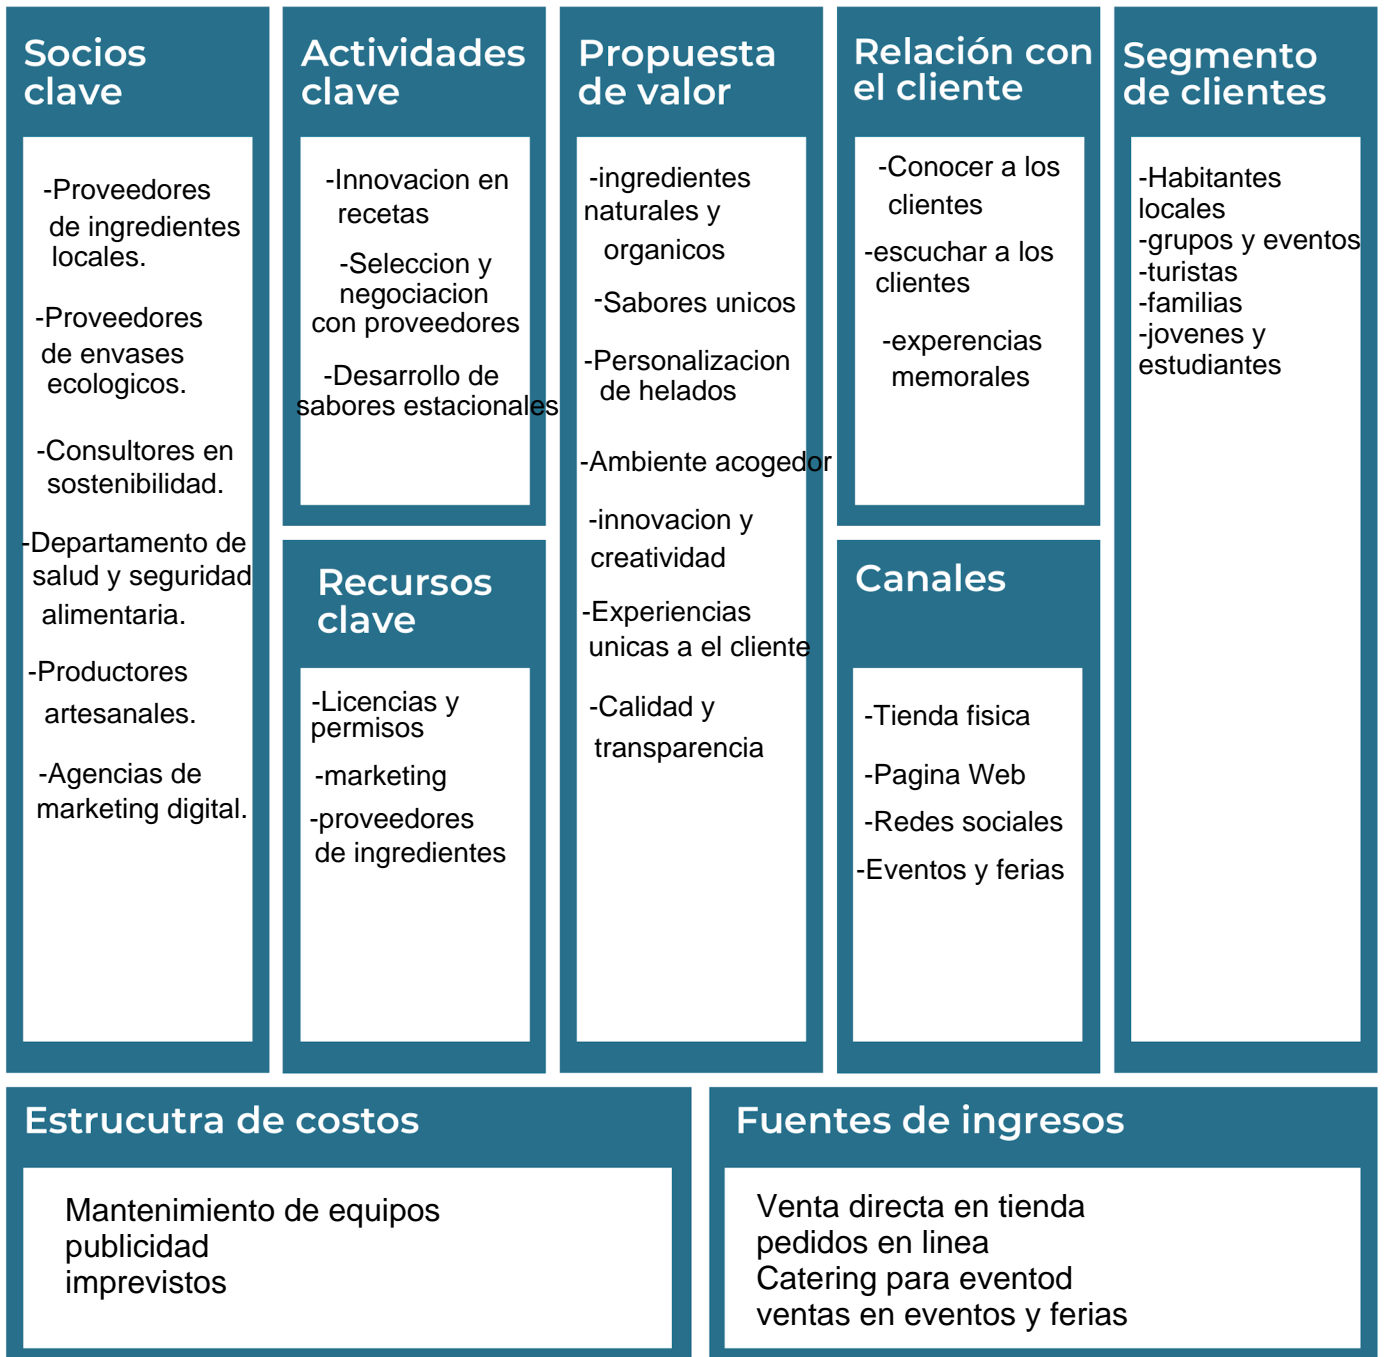 Socios
clave
-Proveedores
de ingredientes
locales.
-Proveedores
de envases
ecologicos.
-Consultores en
sostenibilidad.
-Departamento de
salud y seguridad
alimentaria.
-Productores
artesanales.
-Agencias de
marketing digital.
Actividades
clave
-Innovacion en
recetas
-Seleccion y
negociacion
con proveedores
-Desarrollo de
sabores estacionales
Recursos
clave
-Licencias y
permisos
-marketing
-proveedores
de ingredientes
Propuesta
de valor
-ingredientes
naturales y
organicos
-Sabores unicos
-Personalizacion
de helados
-Ambiente acogedor
-innovacion y
creatividad
-Experiencias
unicas a el cliente
-Calidad y
transparencia
Relación con
el cliente
-Conocer a los
clientes
-escuchar a los
clientes
-experencias
memorales
Canales
-Tienda fisica
-Pagina Web
-Redes sociales
-Eventos y ferias
Segmento
de clientes
-Habitantes
locales
-grupos y eventos
-turistas
-familias
-jovenes y
estudiantes
Estrucutra de costos
Mantenimiento de equipos
publicidad
imprevistos
Fuentes de ingresos
Venta directa en tienda
pedidos en linea
Catering para eventod
ventas en eventos y ferias